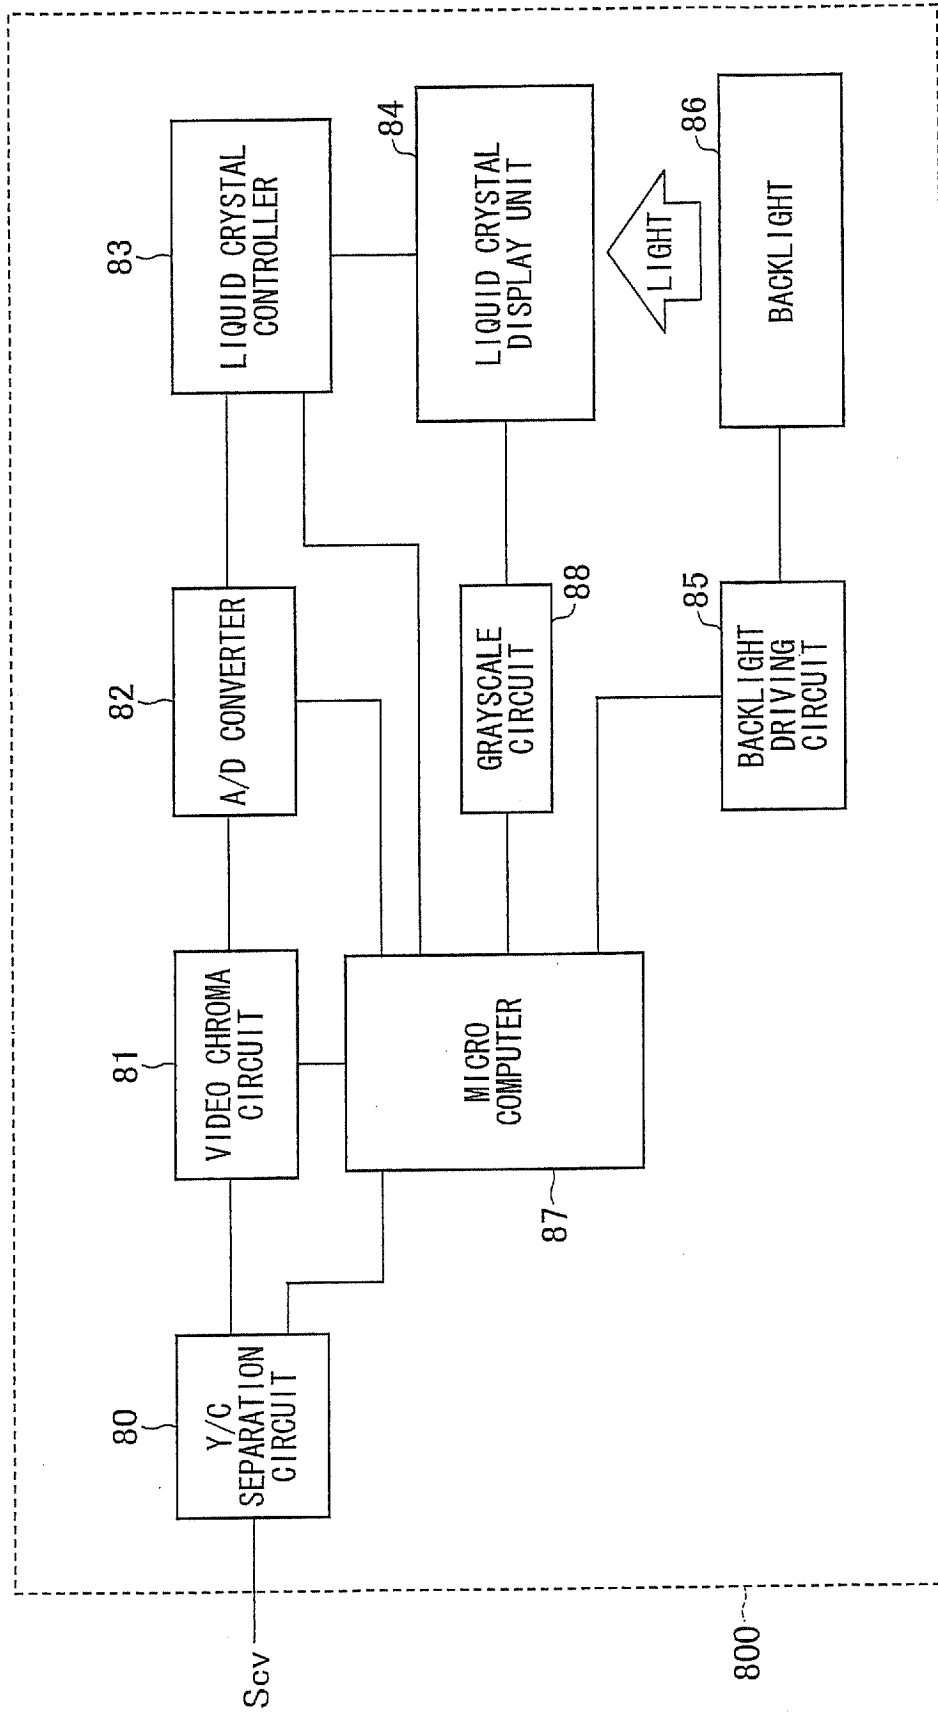 800
Scv
80
Y/C
SEPARATION
CIRCUIT
81
VIDEO CHROMA
CIRCUIT
82
A/D CONVERTER
83
LIQUID CRYSTAL
CONTROLLER
84
LIQUID CRYSTAL
DISPLAY UNIT
87
MICRO
COMPUTER
88
GRAYSCALE
CIRCUIT
LIGHT
85
BACKLIGHT
DRIVING
CIRCUIT
86
BACKLIGHT